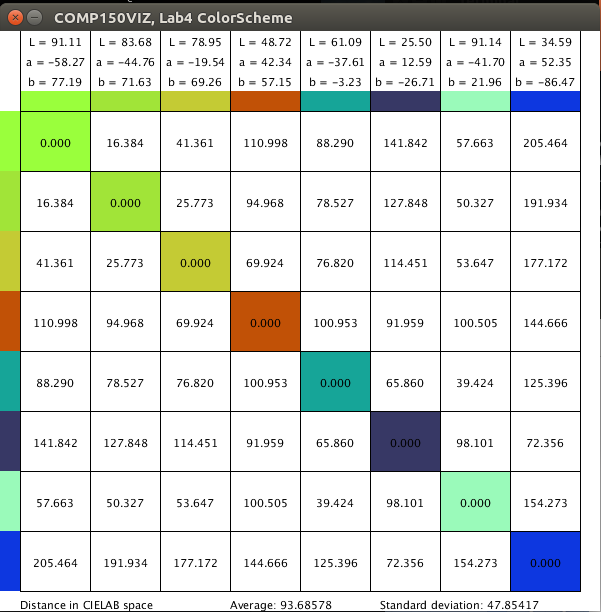 COMP150VIZ, Lab4 ColorScheme
L = 91.11 L = 83.68 L = 78.95 L = 48.72 L = 61.09 L = 25.50 L = 91.14 L = 34.59
a = -58.27 a = -44.76 a = -19.54 a = 42.34 a = -37.61 a = 12.59 a = -41.70 a = 52.35
b = 77.19 b = 71.63 b = 69.26 b = 57.15 b = -3.23 b = -26.71 b = 21.96 b = -86.47
0.000 16.384 41.361 110.998 88.290 141.842 57.663 205.464
16.384 0.000 25.773 94.968 78.527 127.848 50.327 191.934
41.361 25.773 0.000 69.924 76.820 114.451 53.647 177.172
110.998 94.968 69.924 0.000 100.953 91.959 100.505 144.666
88.290 78.527 76.820 100.953 0.000 65.860 39.424 125.396
141.842 127.848 114.451 91.959 65.860 0.000 98.101 72.356
57.663 50.327 53.647 100.505 39.424 98.101 0.000 154.273
205.464 191.934 177.172 144.666 125.396 72.356 154.273 0.000
Distance in CIELAB space Average: 93.68578 Standard deviation: 47.85417